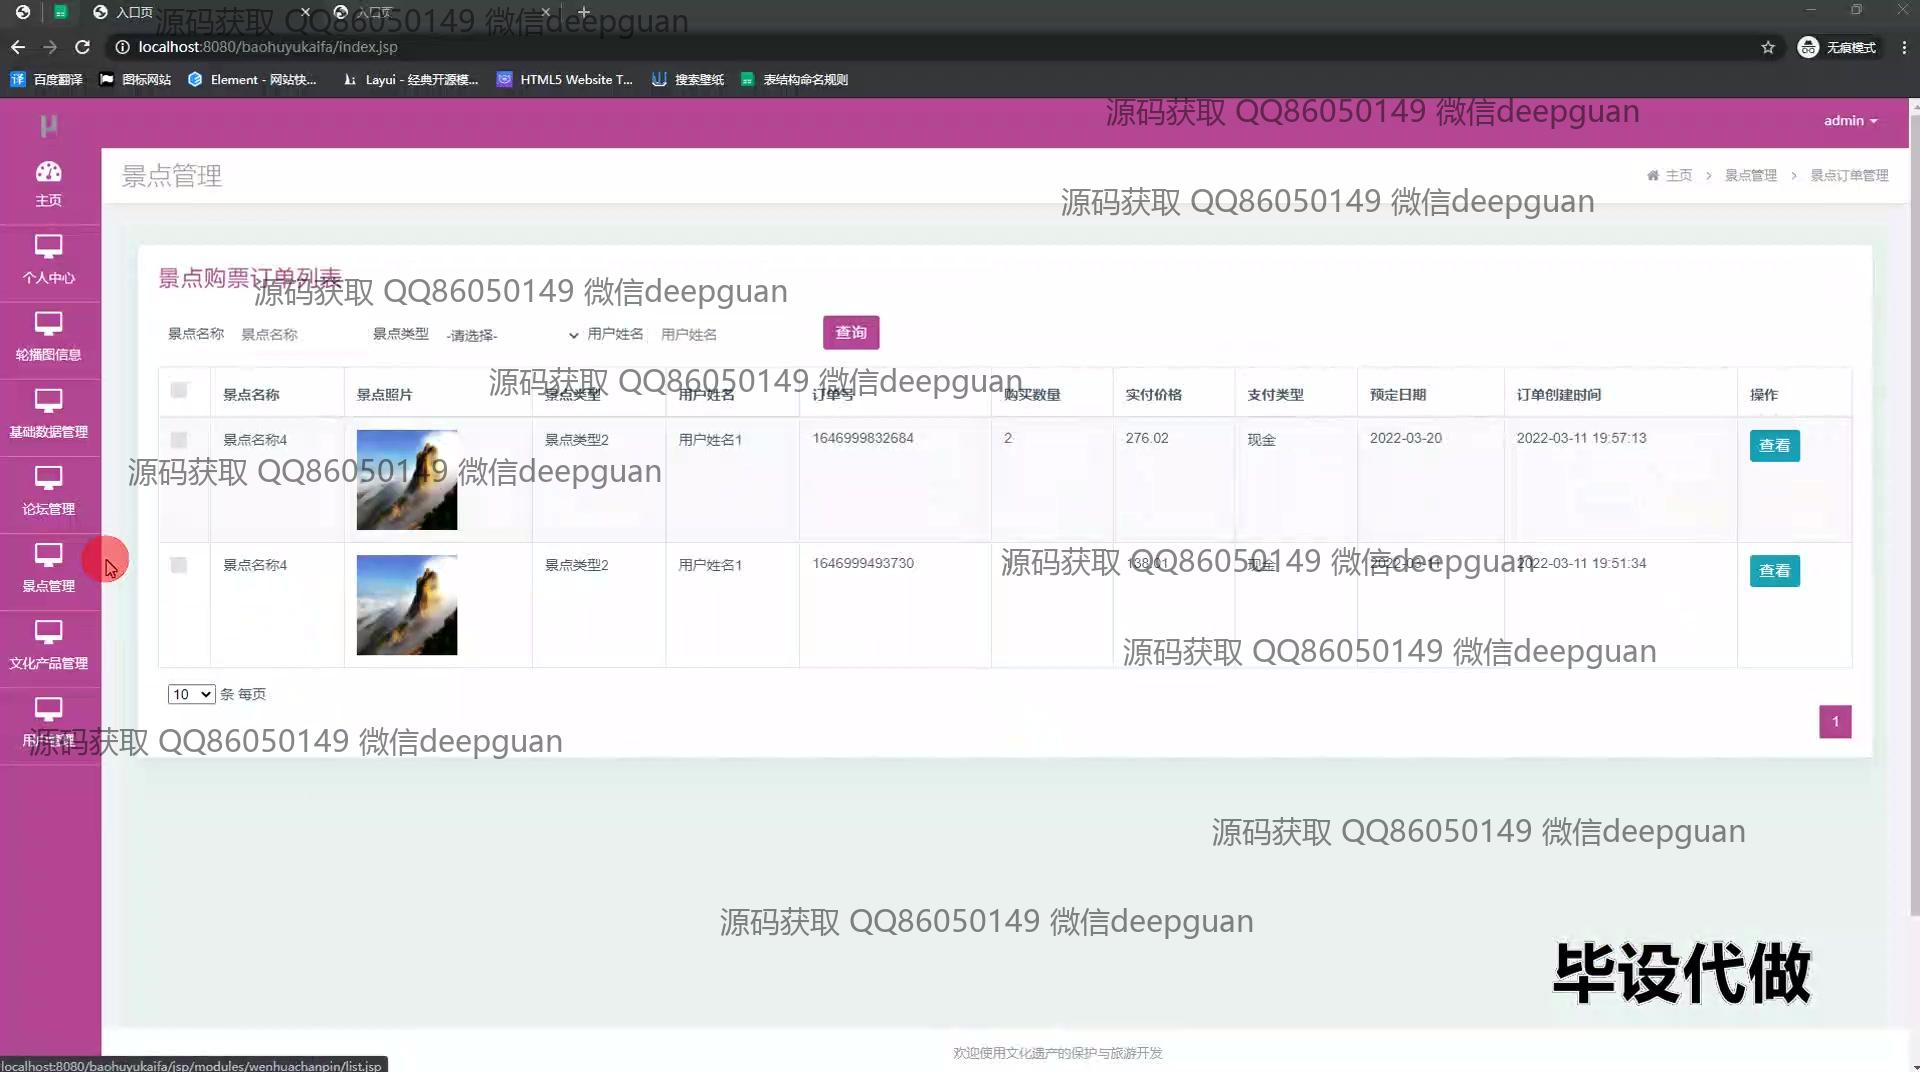 入口页
入口页
源码获取 QQ86050149 微信deepguan
localhost:8080/baohuyukaifa/index.jsp
无痕模式
百度翻译
图标网站
Element - 网站快...
Layui - 经典开源模...
HTML5 Website T...
搜索壁纸
表结构命名规则
源码获取 QQ86050149 微信deepguan
admin
景点管理
主页 > 景点管理 > 景点订单管理
源码获取 QQ86050149 微信deepguan
主页
个人中心
轮播图信息
基础数据管理
论坛管理
景点管理
文化产品管理
用户管理
景点购票订单列表
源码获取 QQ86050149 微信deepguan
景点名称 景点名称 景点类型 -请选择- 用户姓名 用户姓名 查询
源码获取 QQ86050149 微信deepguan
景点名称 景点照片 景点类型 用户姓名 订单号 购买数量 实付价格 支付类型 预定日期 订单创建时间 操作
景点名称4 景点类型2 用户姓名1 1646999832684 2 276.02 现金 2022-03-20 2022-03-11 19:57:13 查看
源码获取 QQ86050149 微信deepguan
景点名称4 景点类型2 用户姓名1 1646999493730 138.01 现金 2022-03-11 2022-03-11 19:51:34 查看
源码获取 QQ86050149 微信deepguan
源码获取 QQ86050149 微信deepguan
10 条 每页
1
源码获取 QQ86050149 微信deepguan
源码获取 QQ86050149 微信deepguan
源码获取 QQ86050149 微信deepguan
毕设代做
欢迎使用文化遗产的保护与旅游开发
localhost:8080/baohuyukaifa/jsp/modules/wenhuachanpin/list.jsp